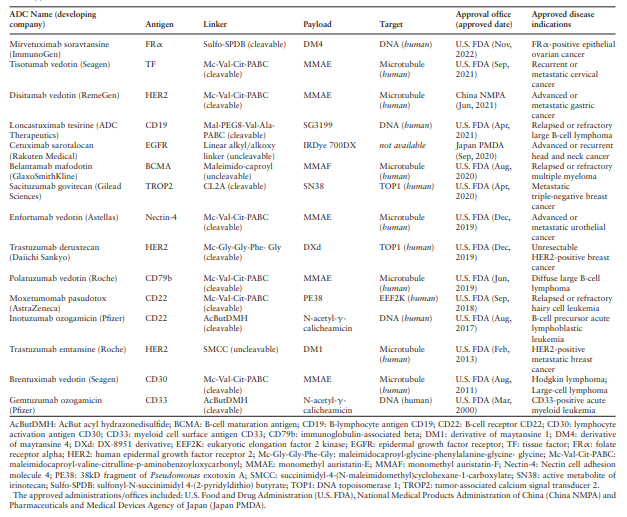 ADC Name (developing company) Antigen Linker Payload Target Approval office (approved date) Approved disease indications
Mirvetuximab soravtansine (ImmunoGen) FRα Sulfo-SPDB (cleavable) DM4 DNA (human) U.S. FDA (Nov, 2022) FRα-positive epithelial ovarian cancer
Tisotumab vedotin (Seagen) TF Mc-Val-Cit-PABC (cleavable) MMAE Microtubule (human) U.S. FDA (Sep, 2021) Recurrent or metastatic cervical cancer
Disitamab vedotin (RemeGen) HER2 Mc-Val-Cit-PABC (cleavable) MMAE Microtubule (human) China NMPA (Jun, 2021) Advanced or metastatic gastric cancer
Loncastuximab tesirine (ADC Therapeutics) CD19 Mal-PEG8-Val-Ala-PABC (cleavable) SG3199 DNA (human) U.S. FDA (Apr, 2021) Relapsed or refractory large B-cell lymphoma
Cetuximab sarotalocan (Rakuten Medical) EGFR Linear alkyl/alkoxy linker (uncleavable) IRDye 700DX not available Japan PMDA (Sep, 2020) Advanced or recurrent head and neck cancer
Belantamab mafodotin (GlaxoSmithKline) BCMA Maleimido-caproyl (uncleavable) MMAF Microtubule (human) U.S. FDA (Aug, 2020) Relapsed or refractory multiple myeloma
Sacituzumab govitecan (Gilead Sciences) TROP2 CL2A (cleavable) SN38 TOP1 (human) U.S. FDA (Apr, 2020) Metastatic triple-negative breast cancer
Enfortumab vedotin (Astellas) Nectin-4 Mc-Val-Cit-PABC (cleavable) MMAE Microtubule (human) U.S. FDA (Dec, 2019) Advanced or metastatic urothelial cancer
Trastuzumab deruxtecan (Daiichi Sankyo) HER2 Mc-Gly-Gly-Phe- Gly (cleavable) DXd TOP1 (human) U.S. FDA (Dec, 2019) Unresectable HER2-positive breast cancer
Polatuzumab vedotin (Roche) CD79b Mc-Val-Cit-PABC (cleavable) MMAE Microtubule (human) U.S. FDA (Jun, 2019) Diffuse large B-cell lymphoma
Moxetumomab pasudotox (AstraZeneca) CD22 Mc-Val-Cit-PABC (cleavable) PE38 EEF2K (human) U.S. FDA (Sep, 2018) Relapsed or refractory hairy cell leukemia
Inotuzumab ozogamicin (Pfizer) CD22 AcButDMH (cleavable) N-acetyl-γ-calicheamicin DNA (human) U.S. FDA (Aug, 2017) B-cell precursor acute lymphoblastic leukemia
Trastuzumab emtansine (Roche) HER2 SMCC (uncleavable) DM1 Microtubule (human) U.S. FDA (Feb, 2013) HER2-positive metastatic breast cancer
Brentuximab vedotin (Seagen) CD30 Mc-Val-Cit-PABC (cleavable) MMAE Microtubule (human) U.S. FDA (Aug, 2011) Hodgkin lymphoma; Large-cell lymphoma
Gemtuzumab ozogamicin (Pfizer) CD33 AcButDMH (cleavable) N-acetyl-γ-calicheamicin DNA (human) U.S. FDA (Mar, 2000) CD33-positive acute myeloid leukemia
AcButDMH: AcBut acyl hydrazonedisulfide; BCMA: B-cell maturation antigen; CD19: B-lymphocyte antigen CD19; CD22: B-cell receptor CD22; CD30: lymphocyte
activation antigen CD30; CD33: myeloid cell surface antigen CD33; CD79b: immunoglobulin-associated beta; DM1: derivative of maytansine 1; DM4: derivative
of maytansine 4; DXd: DX-8951 derivative; EEF2K: eukaryotic elongation factor 2 kinase; EGFR: epidermal growth factor receptor; TF: tissue factor; FRα: folate
receptor alpha; HER2: human epidermal growth factor receptor 2; Mc-Gly-Gly-Phe-Gly: maleimidocaproyl-glycine-phenylalanine-glycine- glycine; Mc-Val-Cit-PABC:
maleimidocaproyl-valine-citrulline-p-aminobenzoyloxycarbonyl; MMAE: monomethyl auristatin-E; MMAF: monomethyl auristatin-F; Nectin-4: Nectin cell adhesion
molecule 4; PE38: 38kD fragment of Pseudomonas exotoxin A; SMCC: succinimidyl-4-(N-maleimidomethyl)cyclohexane-1-carboxylate; SN38: active metabolite of
irinotecan; Sulfo-SPDB: sulfonyl-N-succinimidyl 4-(2-pyridyldithio) butyrate; TOP1: DNA topoisomerase 1; TROP2: tumor-associated calcium signal transducer 2.
The approved administrations/offices included: U.S. Food and Drug Administration (U.S. FDA), National Medical Products Administration of China (China NMPA) and
Pharmaceuticals and Medical Devices Agency of Japan (Japan PMDA).